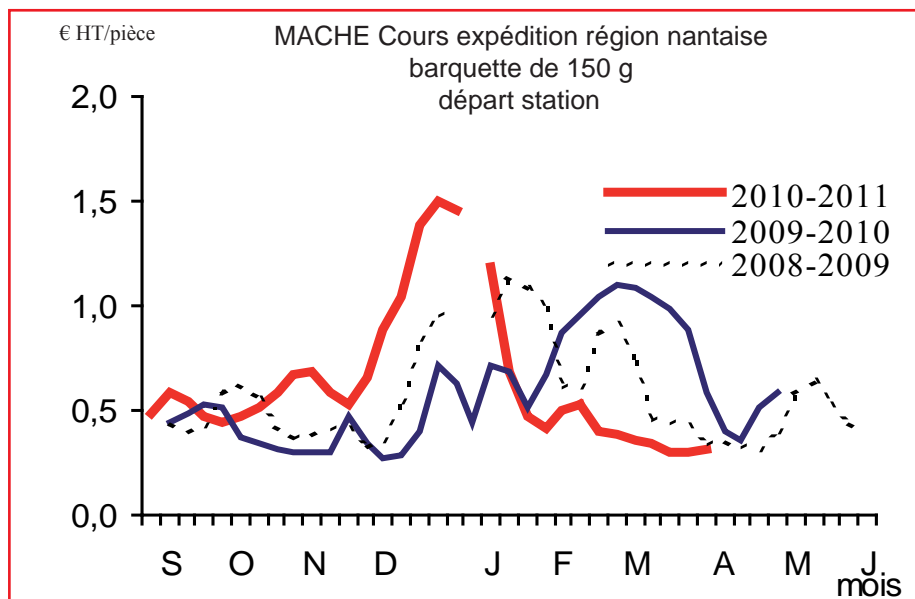 € HT/pièce
MACHE Cours expédition région nantaise
barquette de 150 g
départ station
2,0
1,5
1,0
0,5
0,0
2010-2011
2009-2010
2008-2009
S O N D J F M A M J
mois